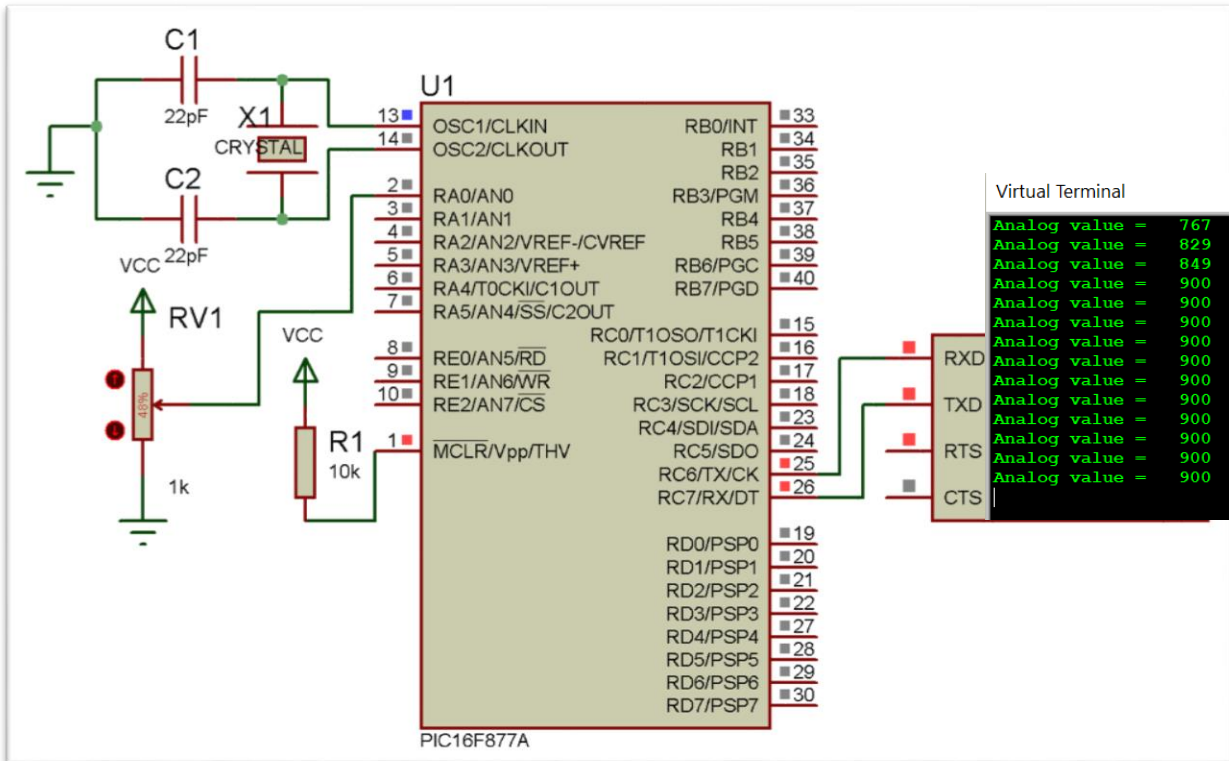 C1
22pF
X1
CRYSTAL
C2
22pF
VCC
RV1
48%
1k
VCC
R1
10k
U1
13 OSC1/CLKIN
14 OSC2/CLKOUT
2 RA0/AN0
3 RA1/AN1
4 RA2/AN2/VREF-/CVREF
5 RA3/AN3/VREF+
6 RA4/T0CKI/C1OUT
7 RA5/AN4/SS/C2OUT
8 RE0/AN5/RD
9 RE1/AN6/WR
10 RE2/AN7/CS
1 MCLR/Vpp/THV
RB0/INT 33
RB1 34
RB2 35
RB3/PGM 36
RB4 37
RB5 38
RB6/PGC 39
RB7/PGD 40
RC0/T1OSO/T1CKI 15
RC1/T1OSI/CCP2 16
RC2/CCP1 17
RC3/SCK/SCL 18
RC4/SDI/SDA 23
RC5/SDO 24
RC6/TX/CK 25
RC7/RX/DT 26
RD0/PSP0 19
RD1/PSP1 20
RD2/PSP2 21
RD3/PSP3 22
RD4/PSP4 27
RD5/PSP5 28
RD6/PSP6 29
RD7/PSP7 30
PIC16F877A
RXD
TXD
RTS
CTS
Virtual Terminal
Analog value = 767
Analog value = 829
Analog value = 849
Analog value = 900
Analog value = 900
Analog value = 900
Analog value = 900
Analog value = 900
Analog value = 900
Analog value = 900
Analog value = 900
Analog value = 900
Analog value = 900
Analog value = 900